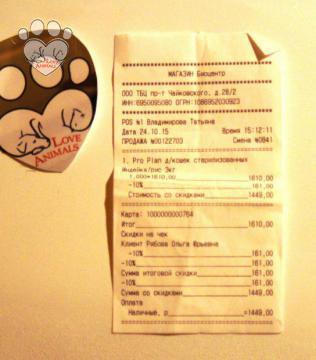 LOVE
ANIMALS
LOVE
ANIMALS
МАГАЗИН Биоцентр
ООО ТБЦ пр-т Чайковского, д.28/2
ИНН:6950095080 ОГРН:1086952030923
POS №1 Владимирова Татьяна
Дата 24.10.15 Время 15:12:11
ПРОДАЖА №00122703 Смена №0841
1. Pro Plan д/кошек стерилизованных
Индейка/рис 3кг
1,000*1610,00 1610,00
-10% 161,00
Стоимость со скидками 1449,00
Карта: 1000000000764
Итог 1610,00
Скидки на чек
Клиент Рябова Ольга Юрьевна
-10% 161,00
-10% 161,00
Сумма итоговой скидки 161,00
-10% 161,00
Сумма со скидками 1449,00
Оплата
Наличные, р =1449,00